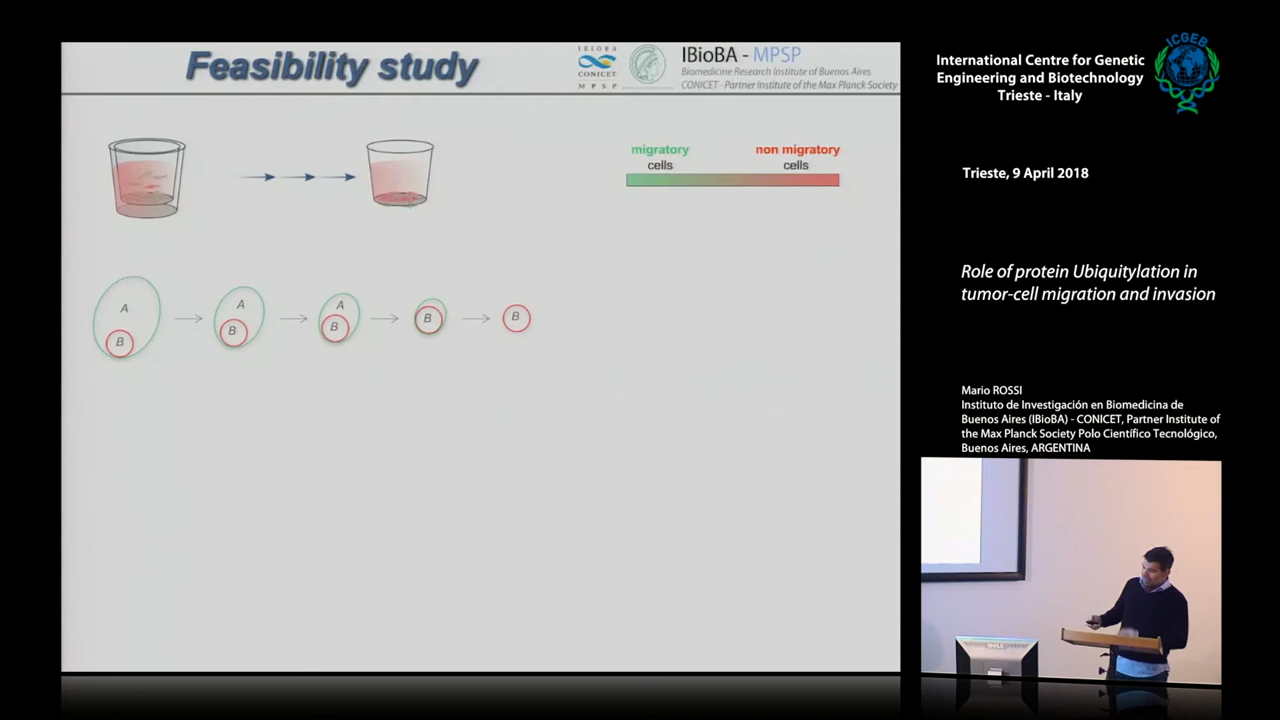 Feasibility study
IBIOBA
CONICET
MPSP
IBioBA - MPSP
Biomedicine Research Institute of Buenos Aires
CONICET - Partner Institute of the Max Planck Society
migratory
cells
non migratory
cells
A
B
A
B
A
B
B
B
International Centre for Genetic
Engineering and Biotechnology
Trieste - Italy
ICGEB
Trieste, 9 April 2018
Role of protein Ubiquitylation in
tumor-cell migration and invasion
Mario ROSSI
Instituto de Investigación en Biomedicina de
Buenos Aires (IBioBA) - CONICET, Partner Institute of
the Max Planck Society Polo Científico Tecnológico,
Buenos Aires, ARGENTINA
DELL